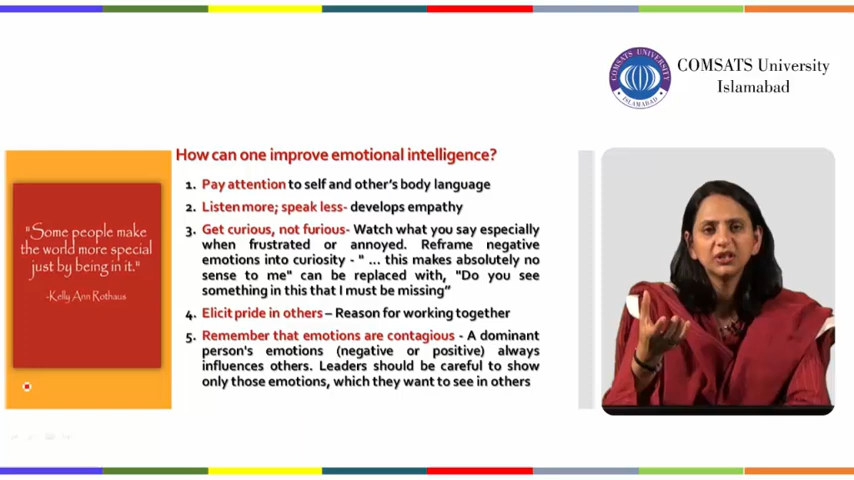 COMSATS University
Islamabad
COMSATS UNIVERSITY
ISLAMABAD
How can one improve emotional intelligence?
1. Pay attention to self and other's body language
2. Listen more; speak less- develops empathy
3. Get curious, not furious- Watch what you say especially
when frustrated or annoyed. Reframe negative
emotions into curiosity - " ... this makes absolutely no
sense to me" can be replaced with, "Do you see
something in this that I must be missing"
4. Elicit pride in others – Reason for working together
5. Remember that emotions are contagious - A dominant
person's emotions (negative or positive) always
influences others. Leaders should be careful to show
only those emotions, which they want to see in others
"Some people make
the world more special
just by being in it."
-Kelly Ann Rothaus